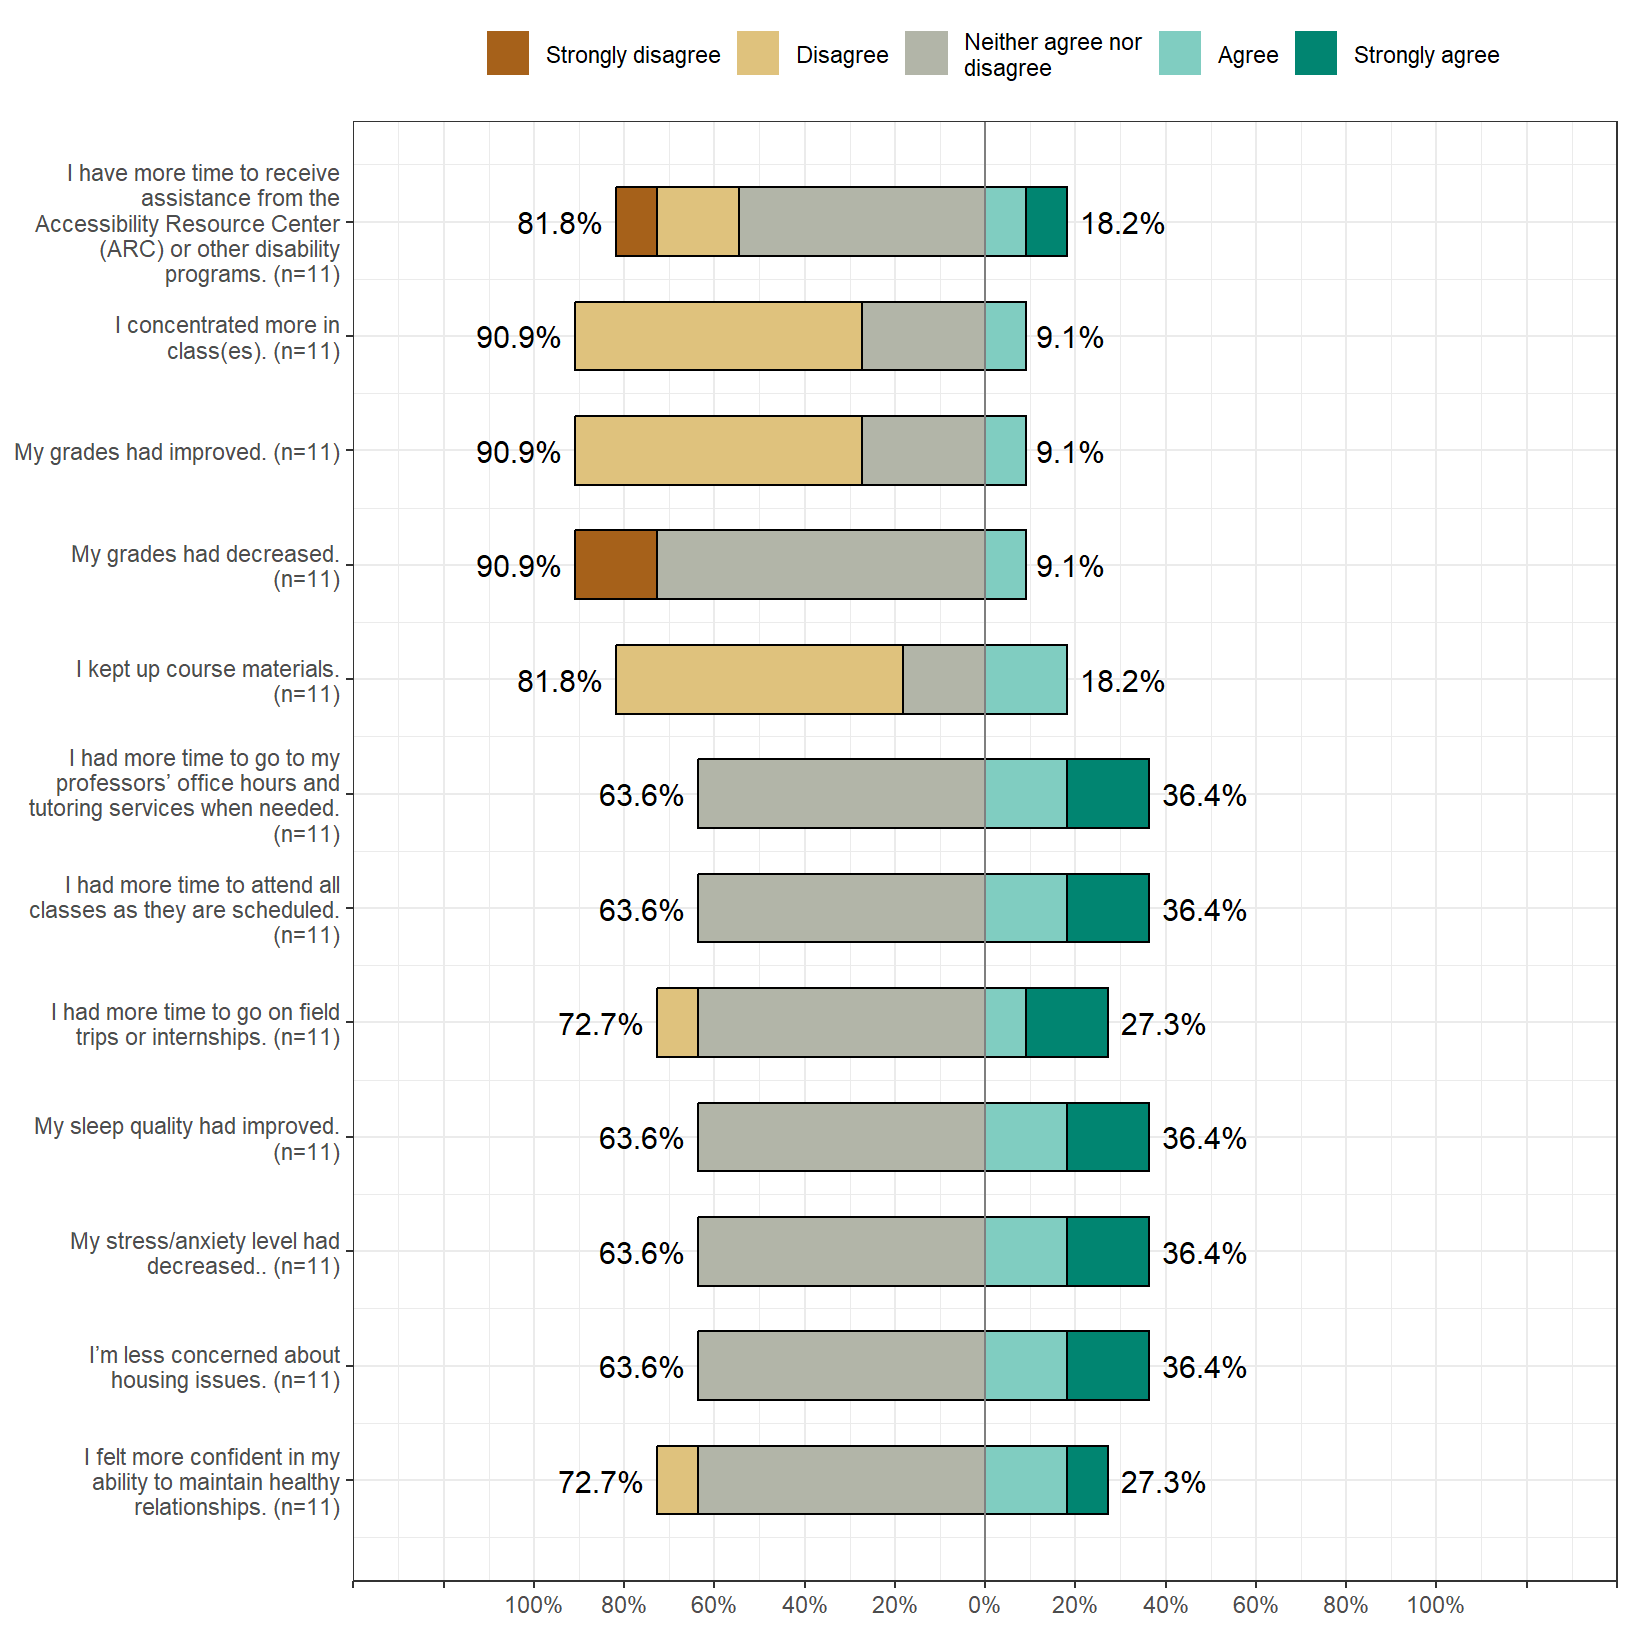 Strongly disagree
Disagree
Neither agree nor
disagree
Agree
Strongly agree
I have more time to receive
assistance from the
Accessibility Resource Center
(ARC) or other disability
programs. (n=11)
81.8%
18.2%
I concentrated more in
class(es). (n=11)
90.9%
9.1%
My grades had improved. (n=11)
90.9%
9.1%
My grades had decreased.
(n=11)
90.9%
9.1%
I kept up course materials.
(n=11)
81.8%
18.2%
I had more time to go to my
professors’ office hours and
tutoring services when needed.
(n=11)
63.6%
36.4%
I had more time to attend all
classes as they are scheduled.
(n=11)
63.6%
36.4%
I had more time to go on field
trips or internships. (n=11)
72.7%
27.3%
My sleep quality had improved.
(n=11)
63.6%
36.4%
My stress/anxiety level had
decreased.. (n=11)
63.6%
36.4%
I’m less concerned about
housing issues. (n=11)
63.6%
36.4%
I felt more confident in my
ability to maintain healthy
relationships. (n=11)
72.7%
27.3%
100% 80% 60% 40% 20% 0% 20% 40% 60% 80% 100%